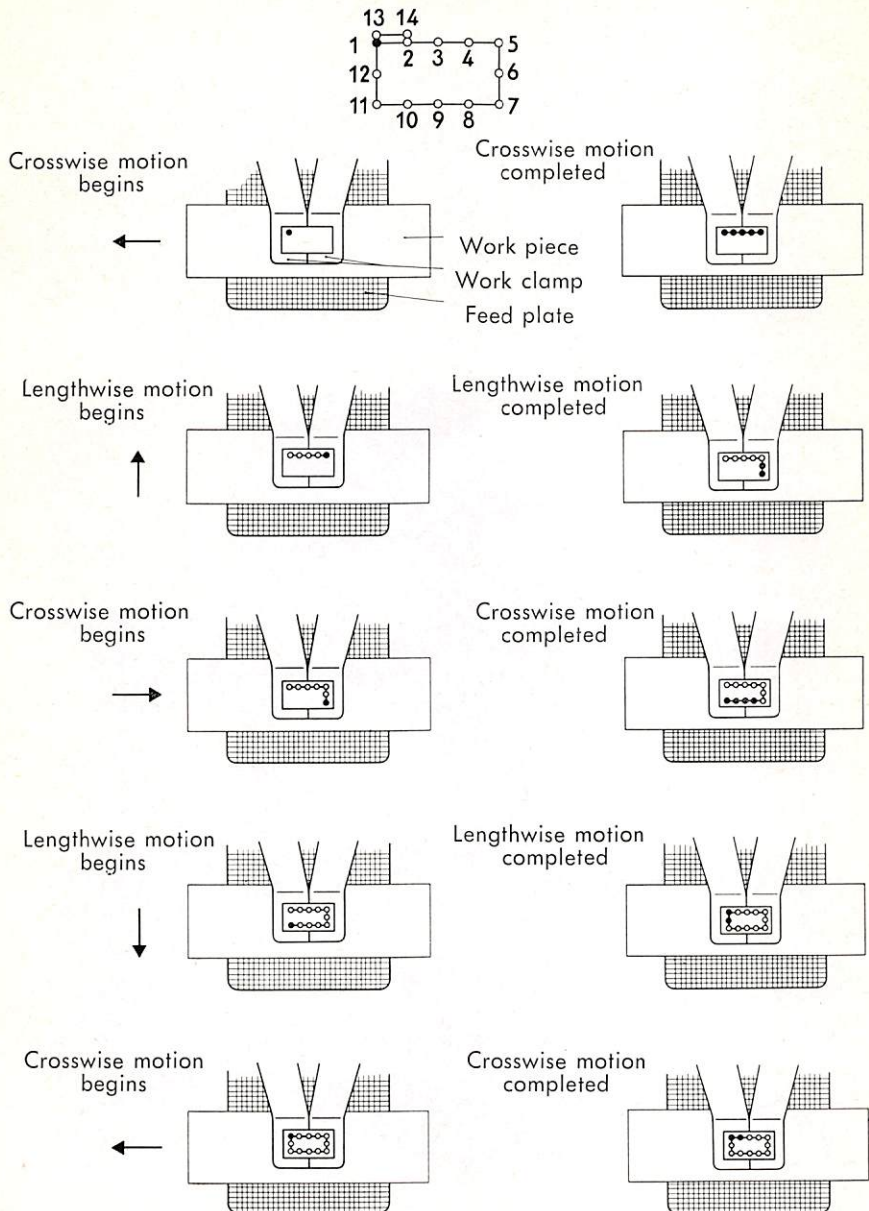 13 14
1 2 3 4 5
12 6
11 10 9 8 7
Crosswise motion
begins
Crosswise motion
completed
Work piece
Work clamp
Feed plate
Lengthwise motion
begins
Lengthwise motion
completed
Crosswise motion
begins
Crosswise motion
completed
Lengthwise motion
begins
Lengthwise motion
completed
Crosswise motion
begins
Crosswise motion
completed